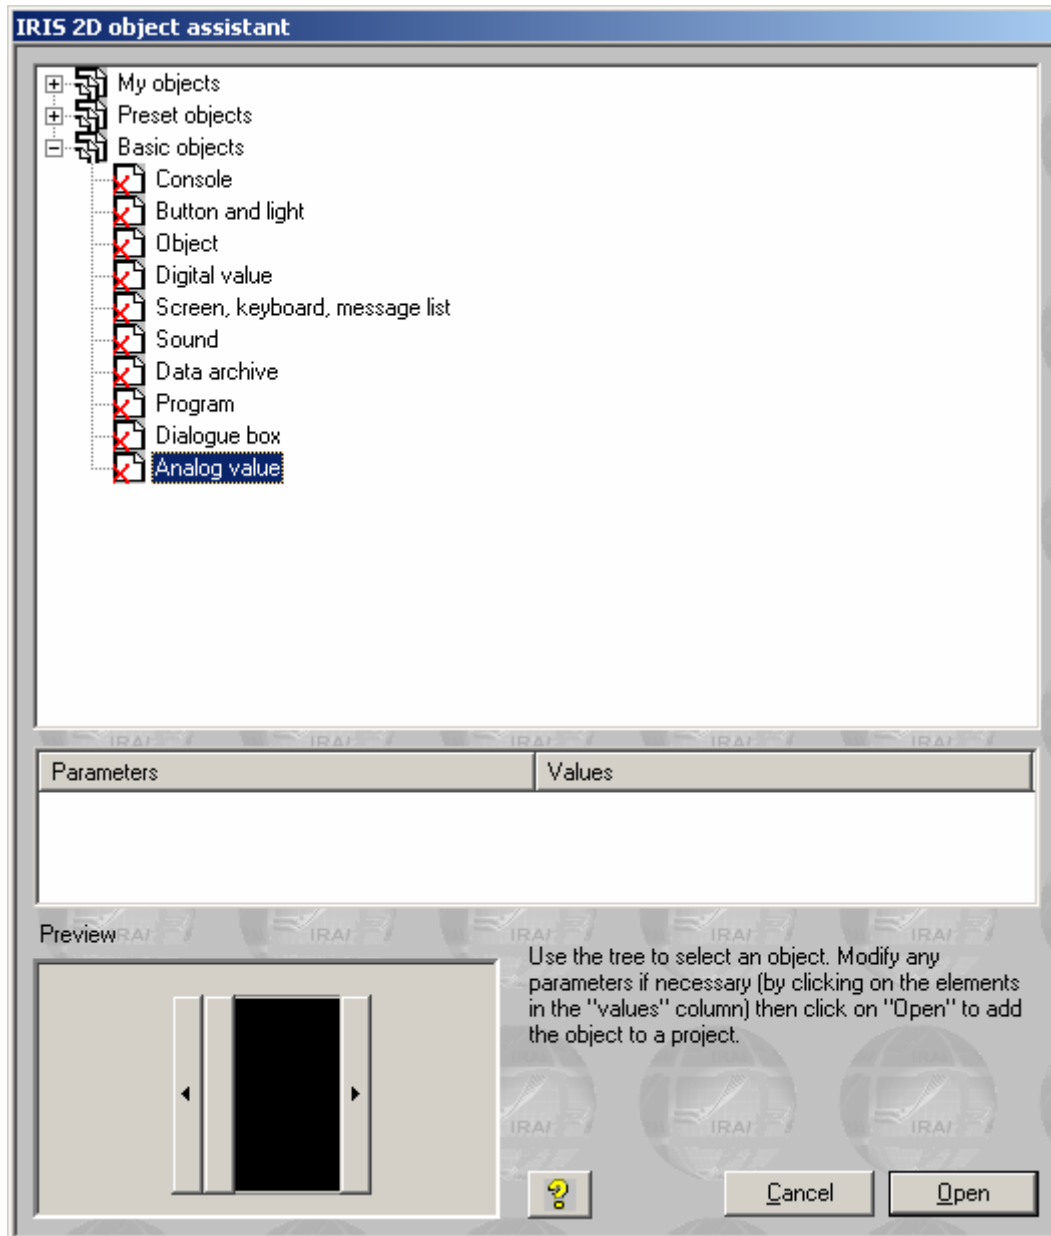 IRIS 2D object assistant
My objects
Preset objects
Basic objects
Console
Button and light
Object
Digital value
Screen, keyboard, message list
Sound
Data archive
Program
Dialogue box
Analog value
Parameters Values
Preview
Use the tree to select an object. Modify any
parameters if necessary (by clicking on the elements
in the "values" column) then click on "Open" to add
the object to a project.
IRAI
Cancel Open